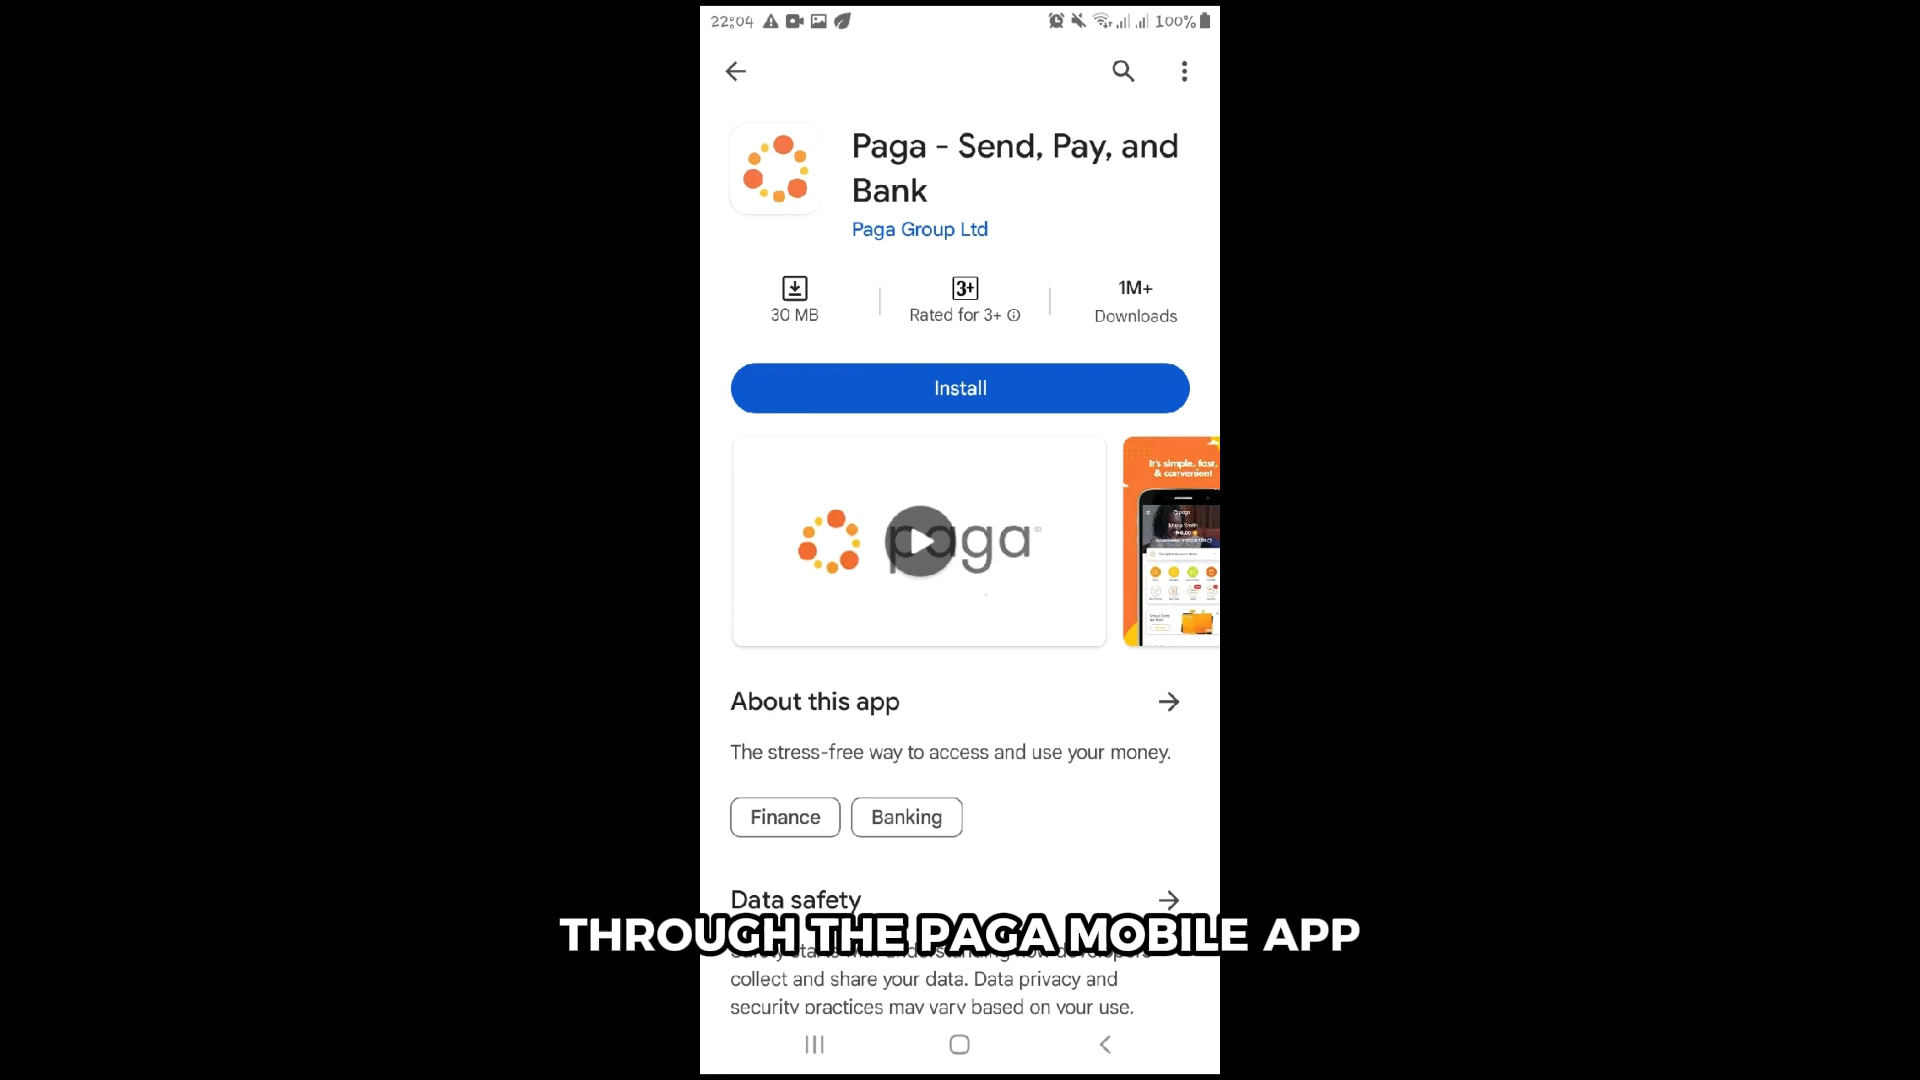 22:04
100%
Paga - Send, Pay, and
Bank
Paga Group Ltd
30 MB
3+
Rated for 3+
1M+
Downloads
Install
paga
It's simple, fast,
& convenient
About this app
The stress-free way to access and use your money.
Finance
Banking
Data safety
THROUGH THE PAGA MOBILE APP
collect and share your data. Data privacy and
security practices may vary based on your use.